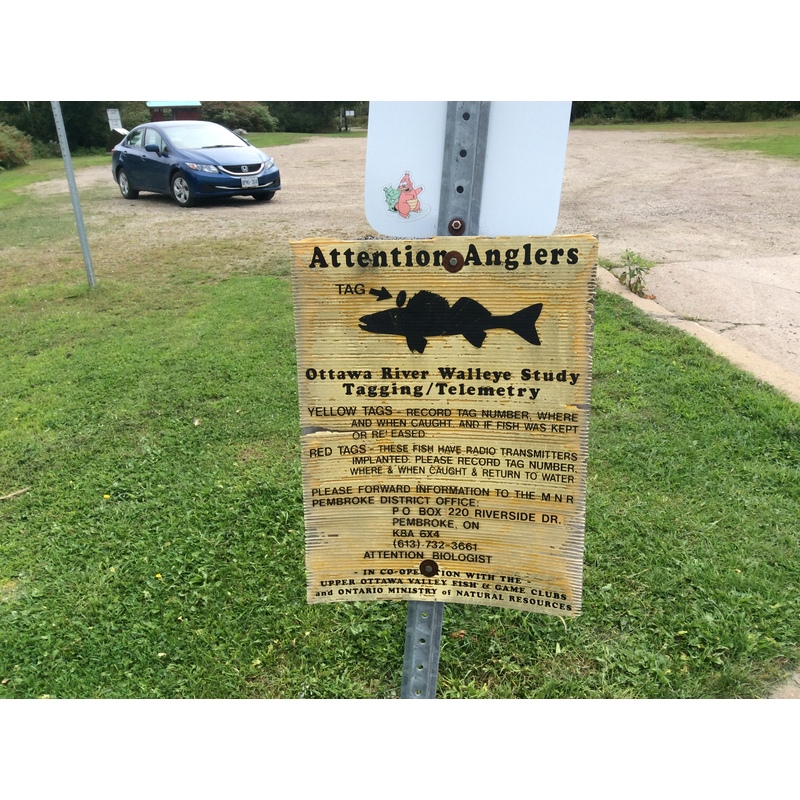 Attention Anglers
TAG
Ottawa River Walleye Study
Tagging/Telemetry
YELLOW TAGS - RECORD TAG NUMBER, WHERE
AND WHEN CAUGHT, AND IF FISH WAS KEPT
OR RELEASED
RED TAGS - THESE FISH HAVE RADIO TRANSMITTERS
IMPLANTED. PLEASE RECORD TAG NUMBER,
WHERE & WHEN CAUGHT & RETURN TO WATER
PLEASE FORWARD INFORMATION TO THE M N R
PEMBROKE DISTRICT OFFICE,
P O BOX 220 RIVERSIDE DR.
PEMBROKE, ON
K8A 6X4
(613) 732-3661
ATTENTION BIOLOGIST
- IN CO-OPERATION WITH THE -
UPPER OTTAWA VALLEY FISH & GAME CLUBS
and ONTARIO MINISTRY of NATURAL RESOURCES